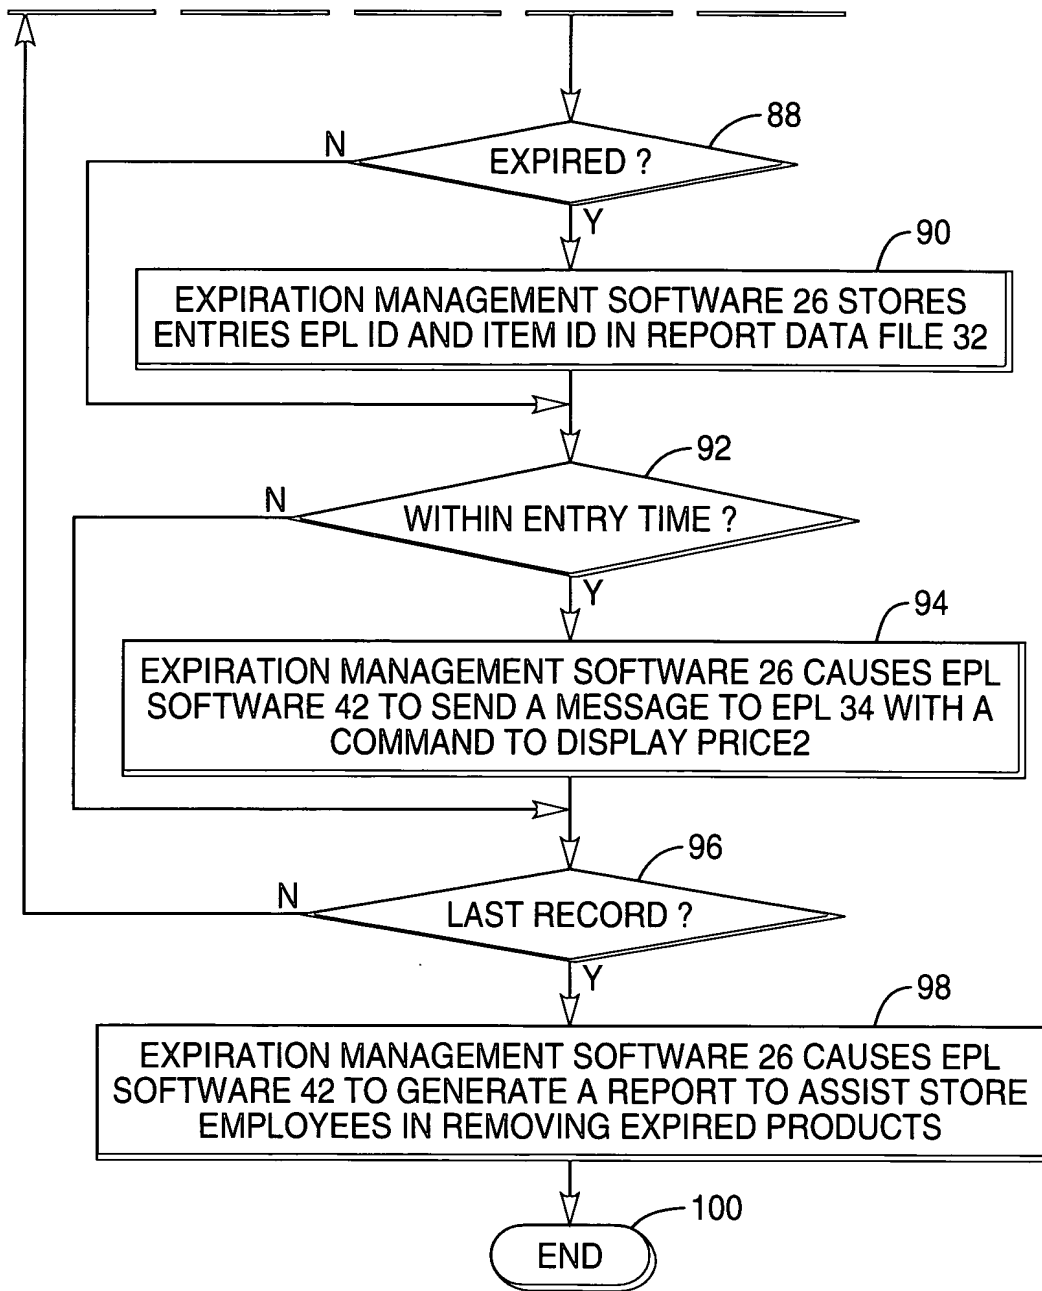 88
N
EXPIRED ?
Y
90
EXPIRATION MANAGEMENT SOFTWARE 26 STORES
ENTRIES EPL ID AND ITEM ID IN REPORT DATA FILE 32
92
N
WITHIN ENTRY TIME ?
Y
94
EXPIRATION MANAGEMENT SOFTWARE 26 CAUSES EPL
SOFTWARE 42 TO SEND A MESSAGE TO EPL 34 WITH A
COMMAND TO DISPLAY PRICE2
96
N
LAST RECORD ?
Y
98
EXPIRATION MANAGEMENT SOFTWARE 26 CAUSES EPL
SOFTWARE 42 TO GENERATE A REPORT TO ASSIST STORE
EMPLOYEES IN REMOVING EXPIRED PRODUCTS
100
END